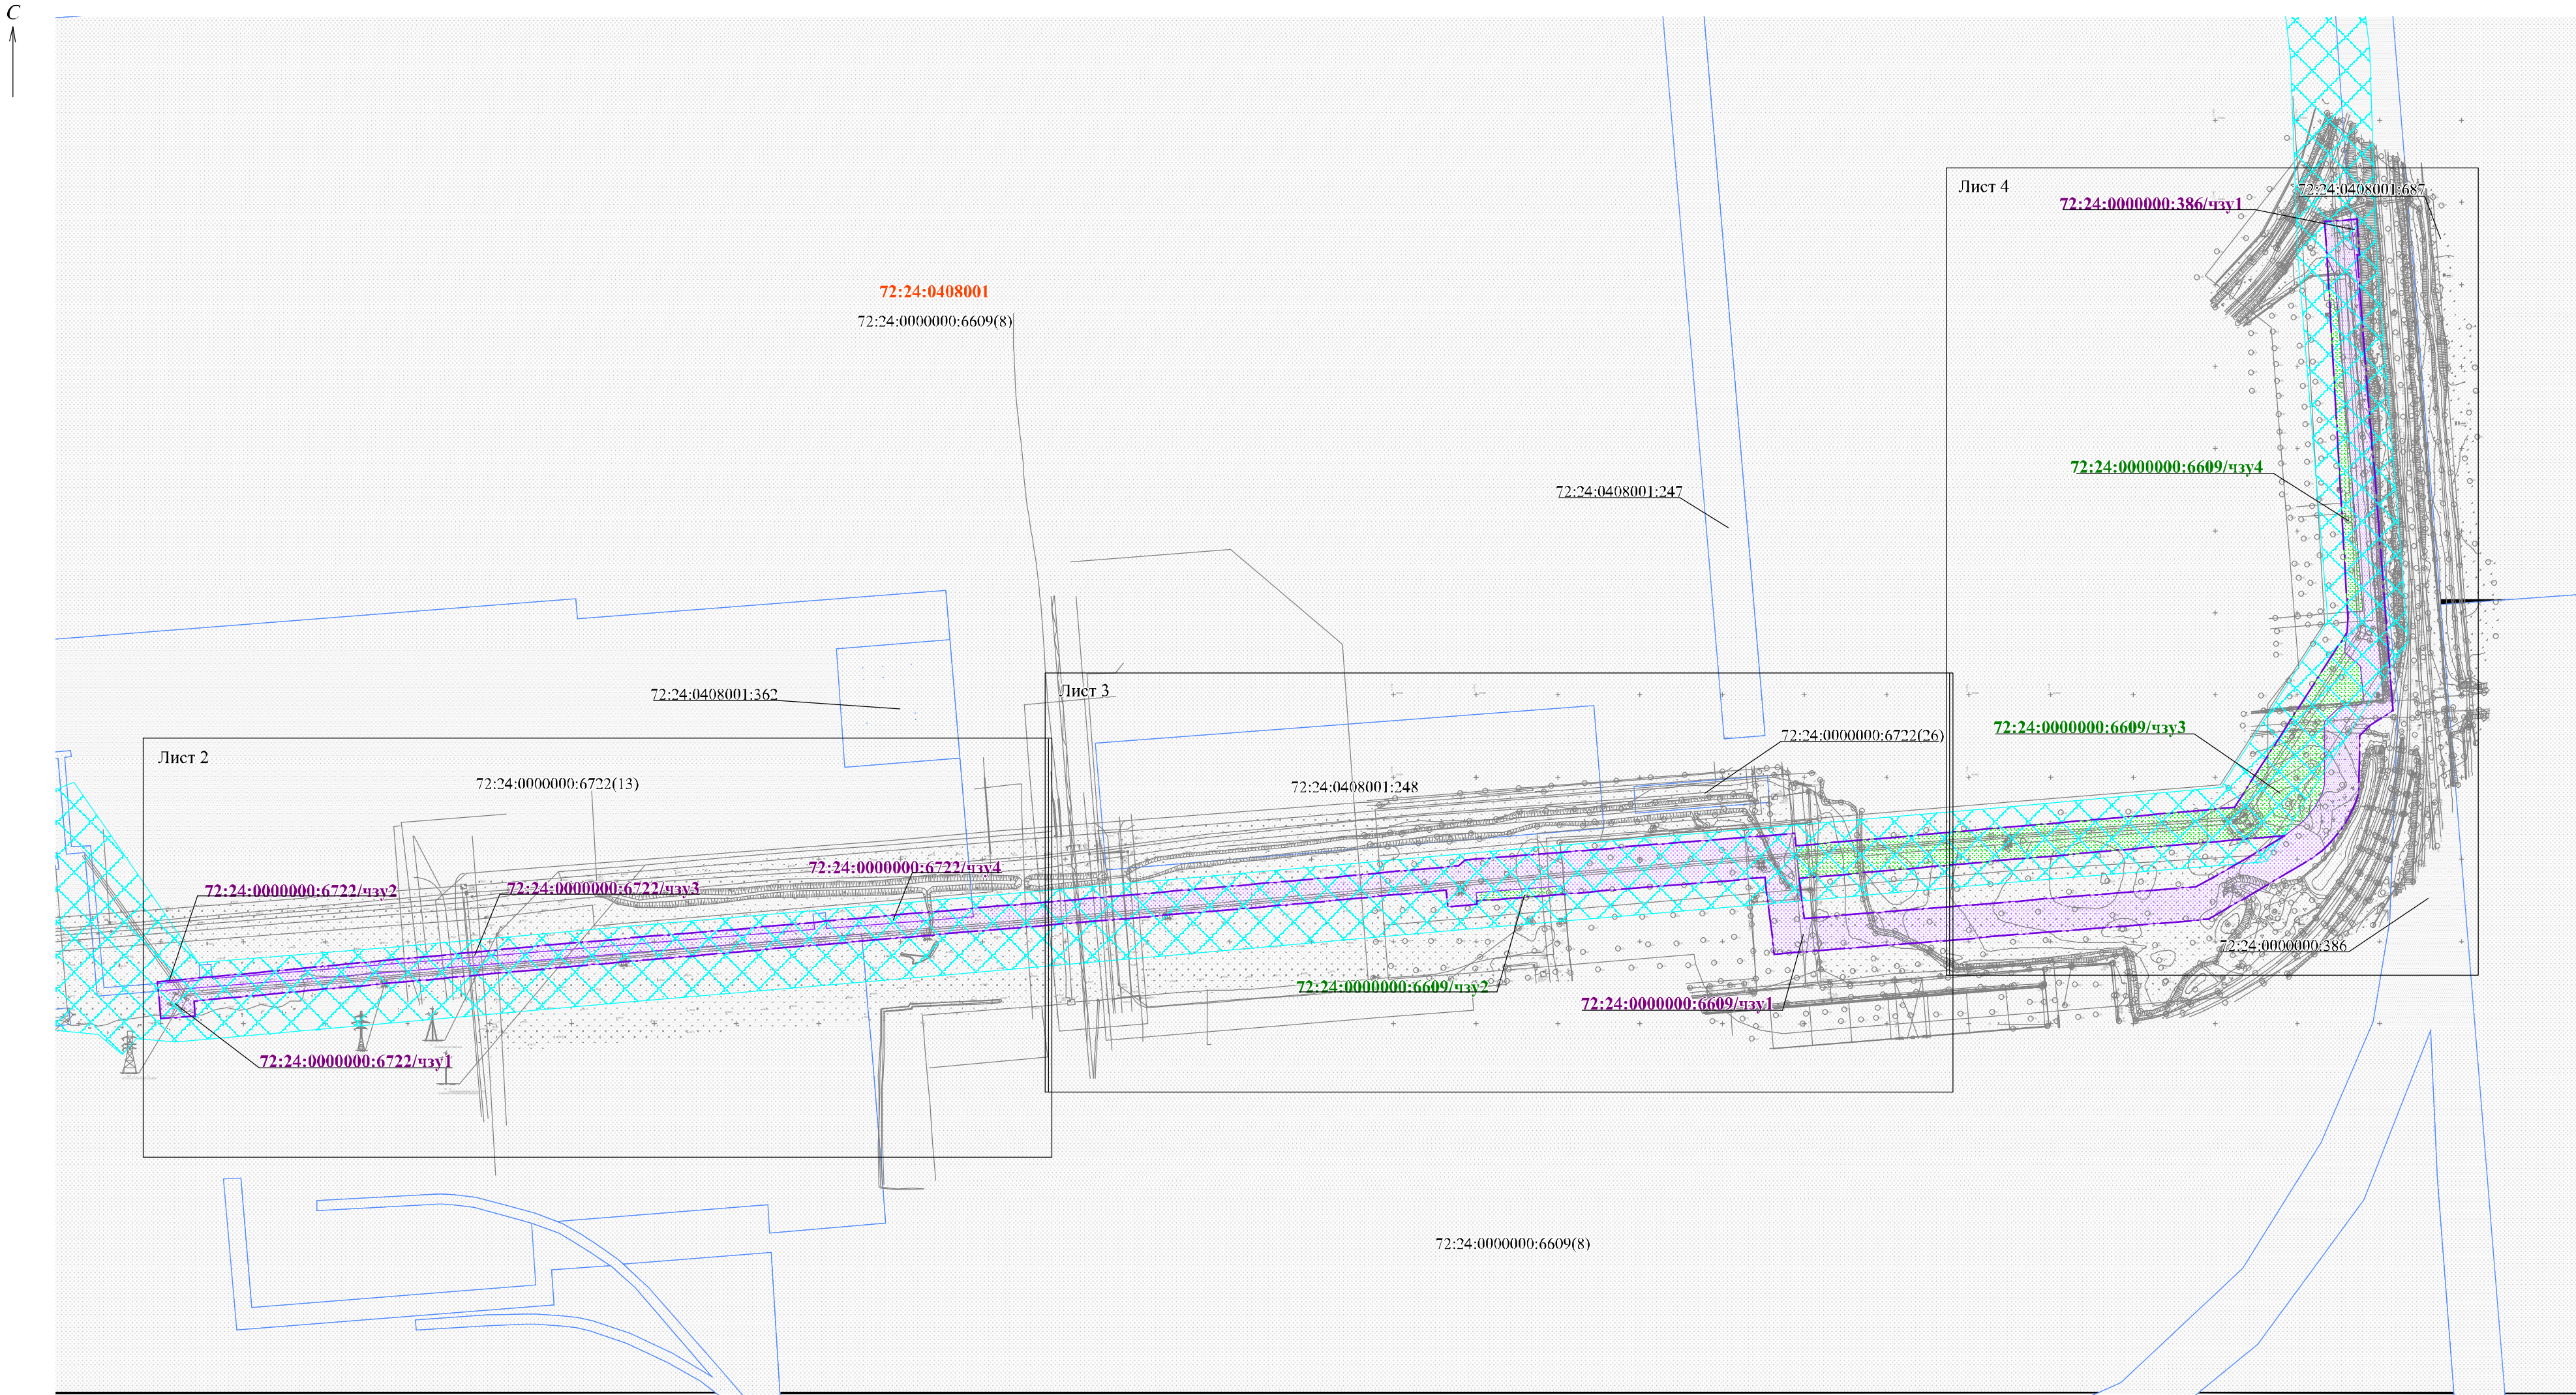 С
Лист 4
72:24:0408001:687
72:24:0000000:386/чзу1
72:24:0408001
72:24:0000000:6609(8)
72:24:0000000:6609/чзу4
72:24:0408001:247
Лист 3
72:24:0408001:362
72:24:0000000:6609/чзу3
72:24:0000000:6722(26)
Лист 2
72:24:0000000:6722(13)
72:24:0408001:248
72:24:0000000:6722/чзу4
72:24:0000000:6722/чзу2
72:24:0000000:6722/чзу3
72:24:0000000:386
72:24:0000000:6609/чзу2
72:24:0000000:6609/чзу1
72:24:0000000:6722/чзу1
72:24:0000000:6609(8)